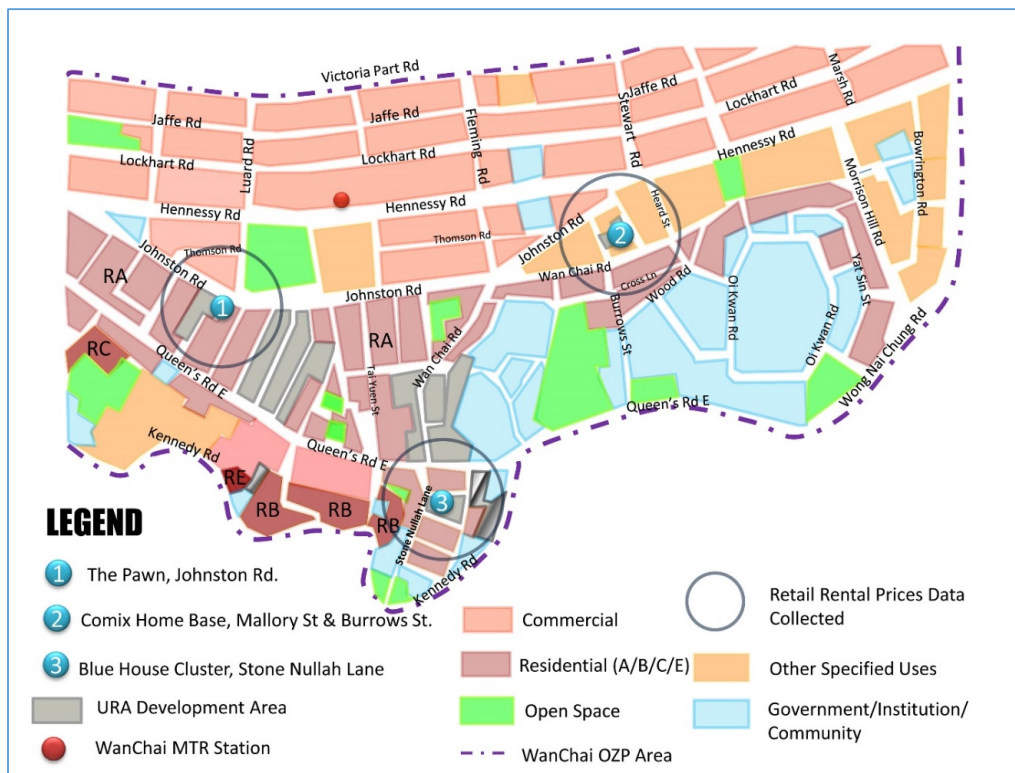 Victoria Part Rd
Jaffe Rd
Jaffe Rd
Jaffe Rd
Marsh Rd
Lockhart Rd
Lockhart Rd
Lockhart Rd
Luard Rd
Fleming Rd
Stewart Rd
Hennessy Rd
Hennessy Rd
Hennessy Rd
Bowrington Rd
Morrison Hill Rd
Heard St
Thomson Rd
Thomson Rd
Johnston Rd
Johnston Rd
Johnston Rd
2
Wan Chai Rd
Cross Ln
Wood Rd
Burrows St
Oi Kwan Rd
Oi Kwan Rd
Yat Sin St
Wong Nai Chung Rd
RA
1
RA
Wan Chai Rd
Tai Yuen St
RC
Queen's Rd E
Queen's Rd E
Queen's Rd E
Kennedy Rd
RE
RB
RB
RB
3
Stone Nullah Lane
Kennedy Rd
LEGEND
1 The Pawn, Johnston Rd.
2 Comix Home Base, Mallory St & Burrows St.
3 Blue House Cluster, Stone Nullah Lane
URA Development Area
WanChai MTR Station
Commercial
Residential (A/B/C/E)
Open Space
WanChai OZP Area
Retail Rental Prices Data
Collected
Other Specified Uses
Government/Institution/
Community